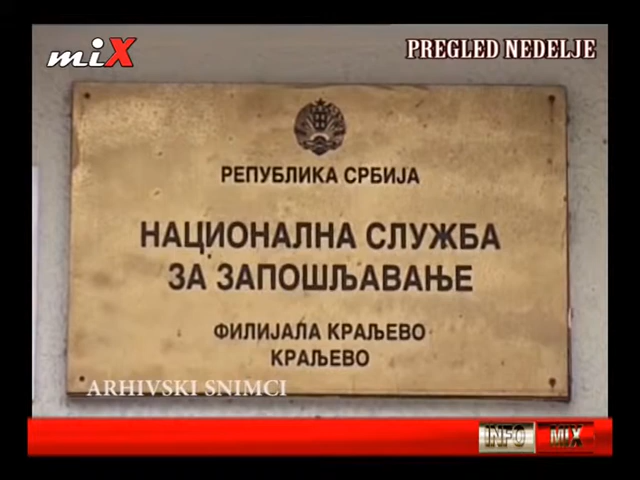 miX
PREGLED NEDELJE
РЕПУБЛИКА СРБИЈА
НАЦИОНАЛНА СЛУЖБА
ЗА ЗАПОШЉАВАЊЕ
ФИЛИЈАЛА КРАЉЕВО
КРАЉЕВО
ARHIVSKI SNIMCI
INFO MIX